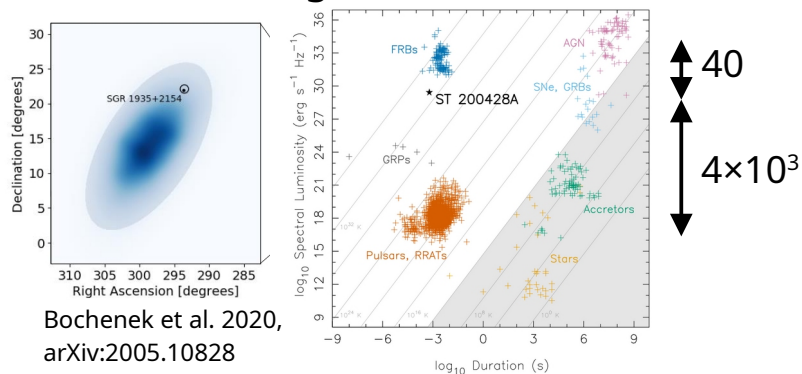 Declination [degrees]
30
25
20
15
10
5
0
SGR 1935+2154
310 305 300 295 290 285
Right Ascension [degrees]
Bochenek et al. 2020,
arXiv:2005.10828
log₁₀ Spectral Luminosity (erg s⁻¹ Hz⁻¹)
36
33
30
27
24
21
18
15
12
9
FRBs
AGN
SNe, GRBs
ST 200428A
GRPs
Accretors
Pulsars, RRATs
Stars
−9 −6 −3 0 3 6 9
log₁₀ Duration (s)
40
4×10³